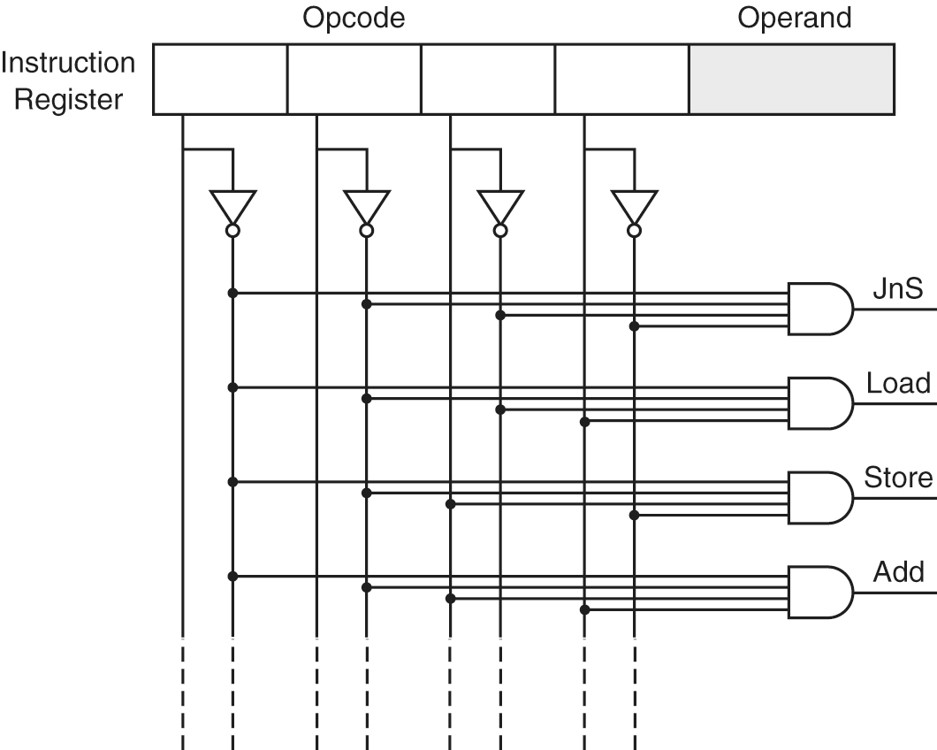 Opcode
Operand
Instruction
Register
JnS
Load
Store
Add